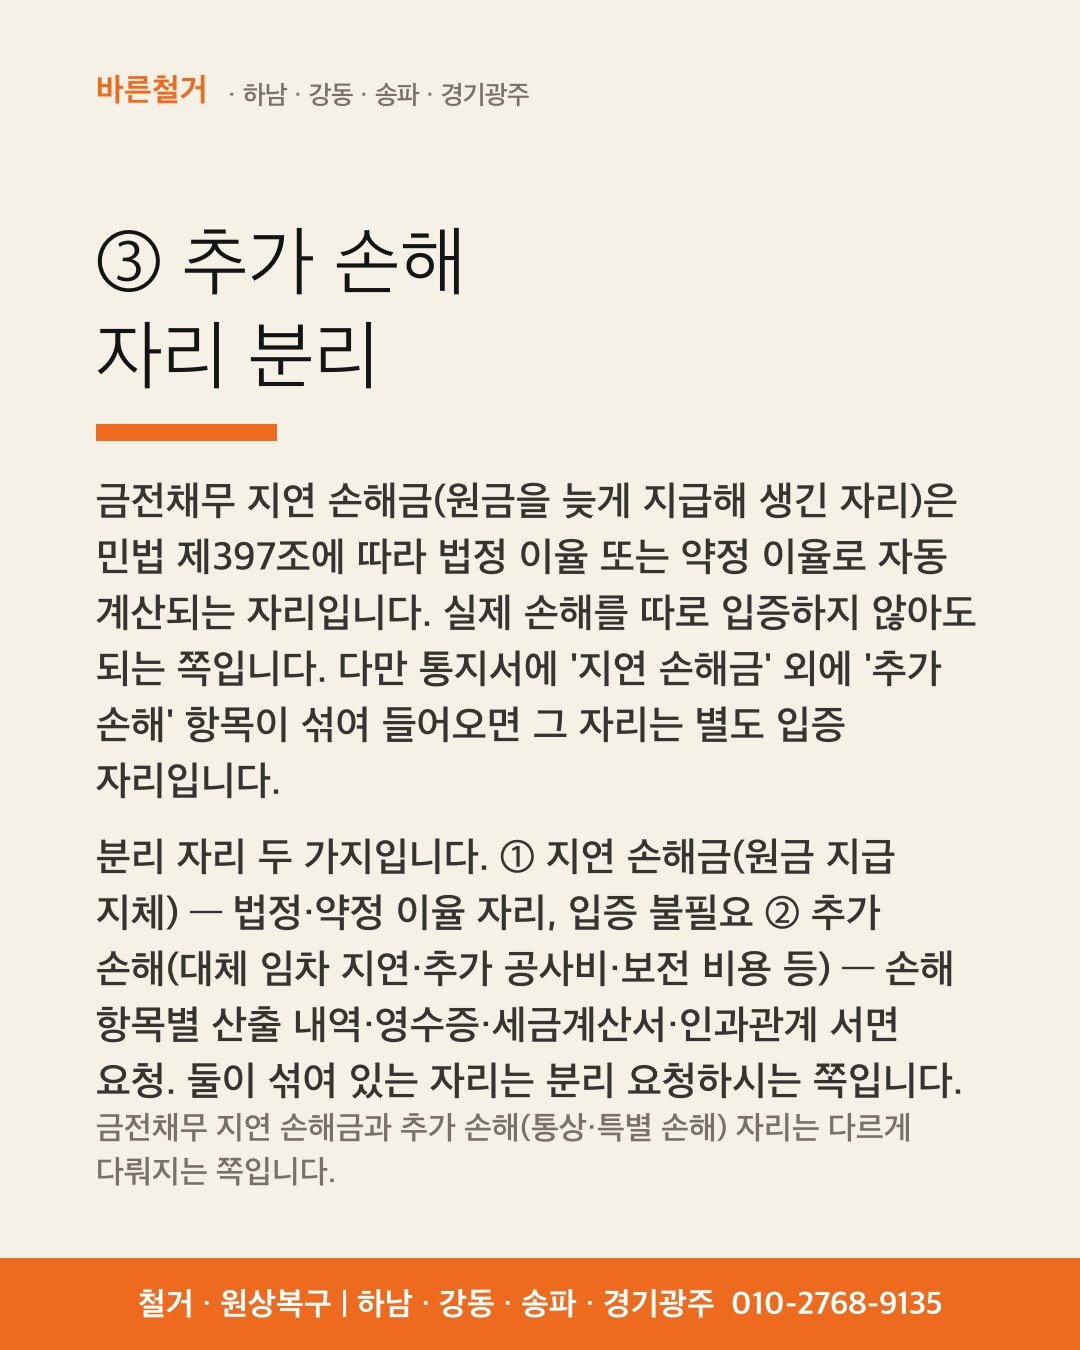 바른철거 · 하남 · 강동 · 송파 · 경기광주
③ 추가 손해
자리 분리
금전채무 지연 손해금(원금을 늦게 지급해 생긴 자리)은
민법 제397조에 따라 법정 이율 또는 약정 이율로 자동
계산되는 자리입니다. 실제 손해를 따로 입증하지 않아도
되는 쪽입니다. 다만 통지서에 '지연 손해금' 외에 '추가
손해' 항목이 섞여 들어오면 그 자리는 별도 입증
자리입니다.
분리 자리 두 가지입니다. ① 지연 손해금(원금 지급
지체) — 법정·약정 이율 자리, 입증 불필요 ② 추가
손해(대체 임차 지연·추가 공사비·보전 비용 등) — 손해
항목별 산출 내역·영수증·세금계산서·인과관계 서면
요청. 둘이 섞여 있는 자리는 분리 요청하시는 쪽입니다.
금전채무 지연 손해금과 추가 손해(통상·특별 손해) 자리는 다르게
다뤄지는 쪽입니다.
철거 · 원상복구 | 하남 · 강동 · 송파 · 경기광주 010-2768-9135